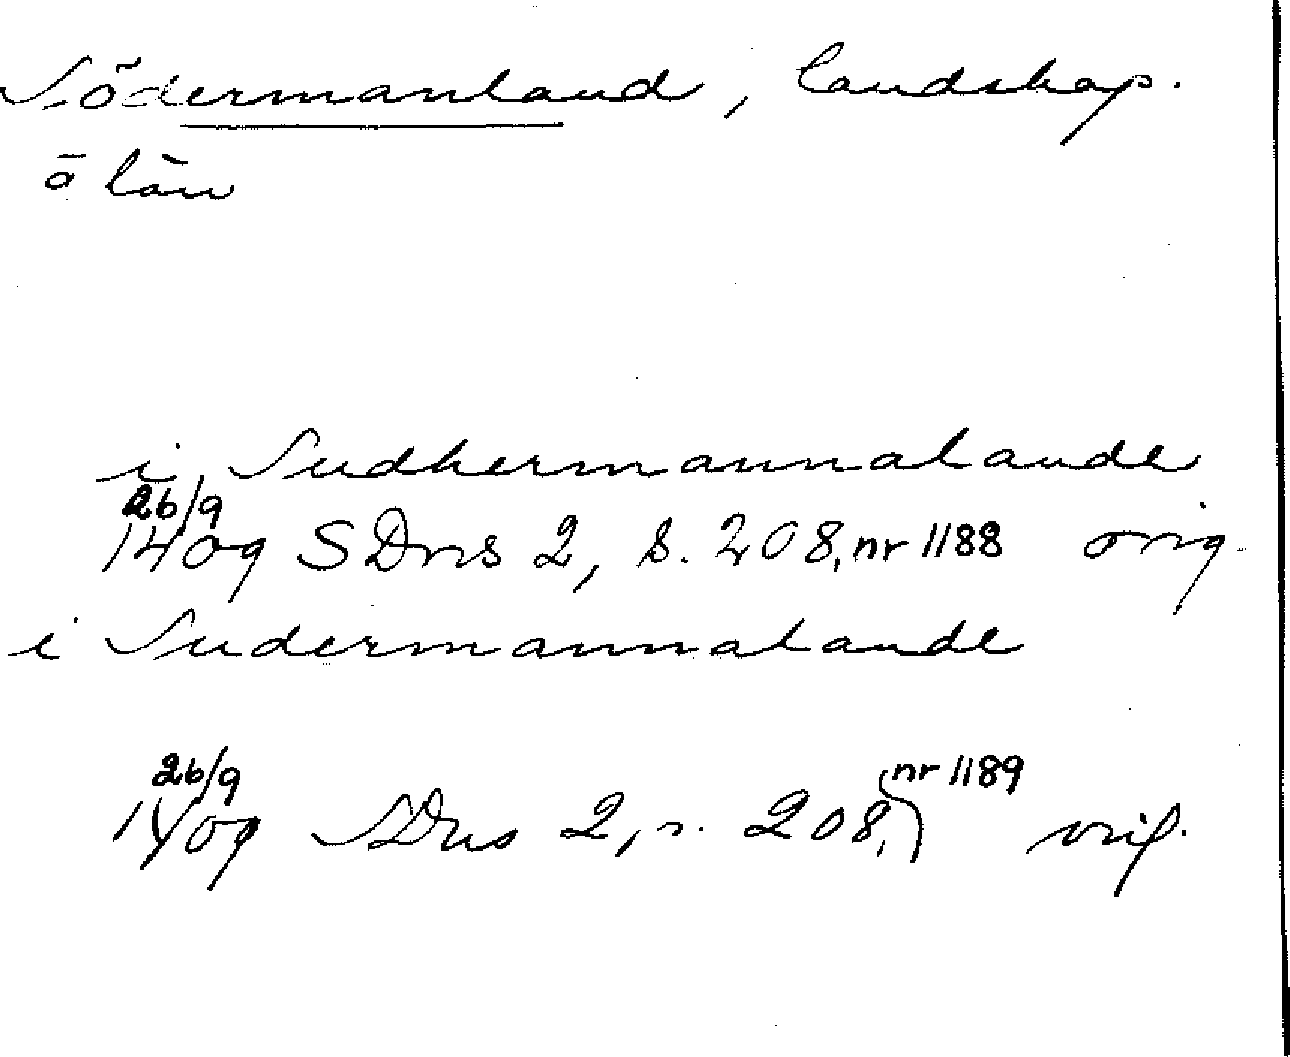 Södermanland, landskap.
o län
i Sudhermannalande
26/9
1409 SDns 2, s. 208, nr 1188 orig.
i Sudermannalande
26/9 nr 1189
1409 SDns 2, s. 208, orig.